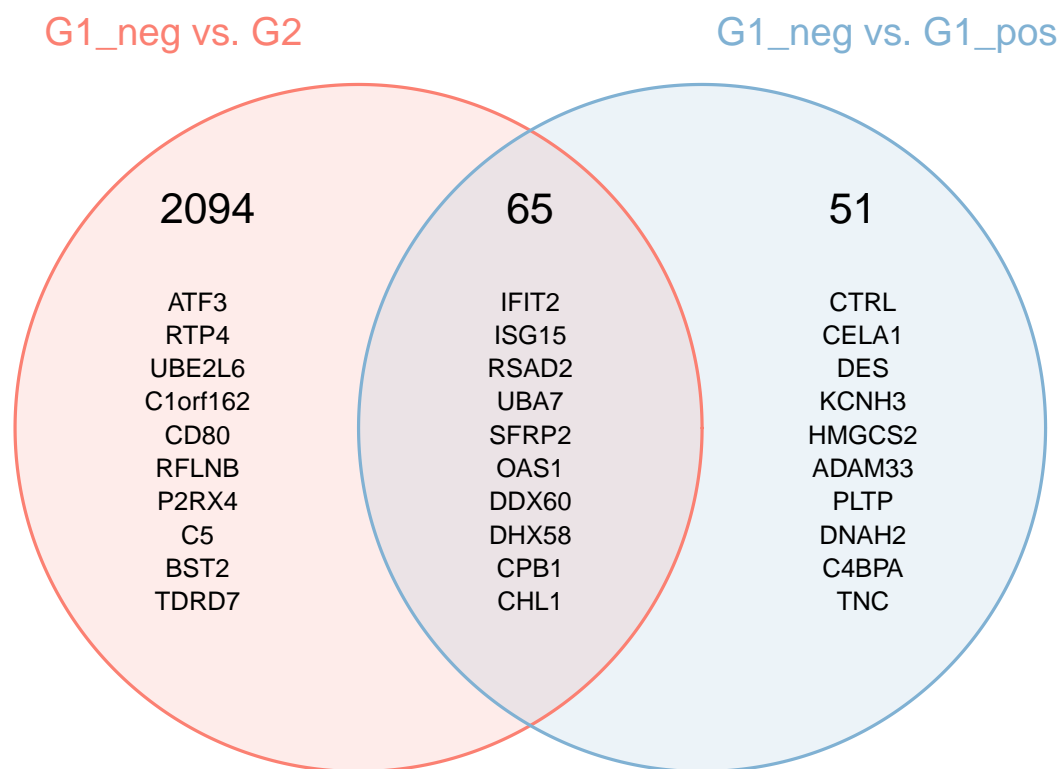 G1_neg vs. G2
G1_neg vs. G1_pos
2094
65
51
ATF3
RTP4
UBE2L6
C1orf162
CD80
RFLNB
P2RX4
C5
BST2
TDRD7
IFIT2
ISG15
RSAD2
UBA7
SFRP2
OAS1
DDX60
DHX58
CPB1
CHL1
CTRL
CELA1
DES
KCNH3
HMGCS2
ADAM33
PLTP
DNAH2
C4BPA
TNC